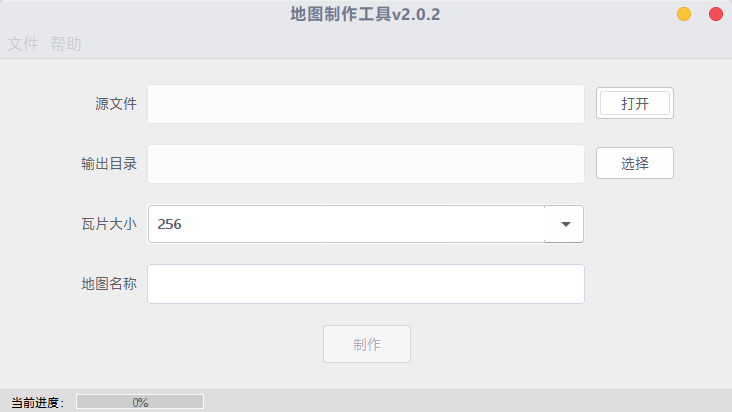 地图制作工具v2.0.2
文件 帮助
源文件 打开
输出目录 选择
瓦片大小 256
地图名称
制作
当前进度： 0%